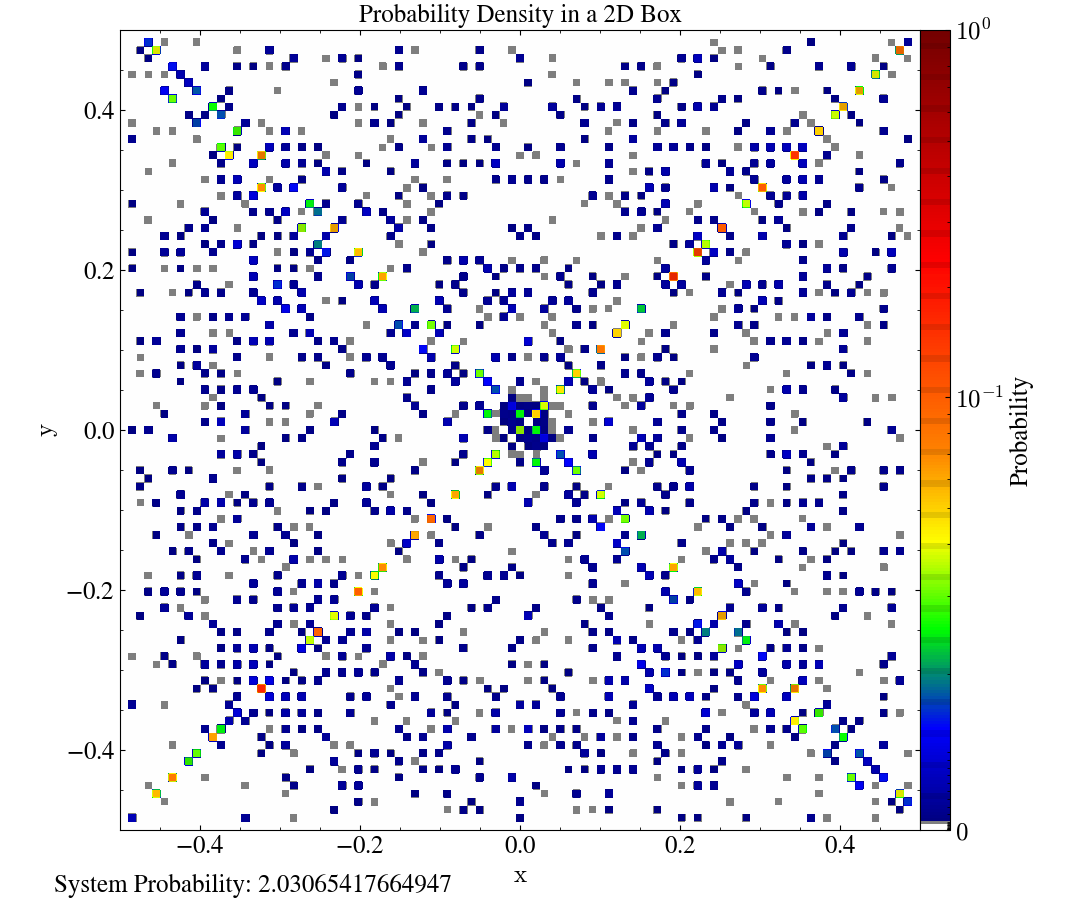 Probability Density in a 2D Box
10⁰
0.4
0.2
0.0
−0.2
−0.4
y
10⁻¹
Probability
0
−0.4 −0.2 0.0 0.2 0.4
x
System Probability: 2.03065417664947